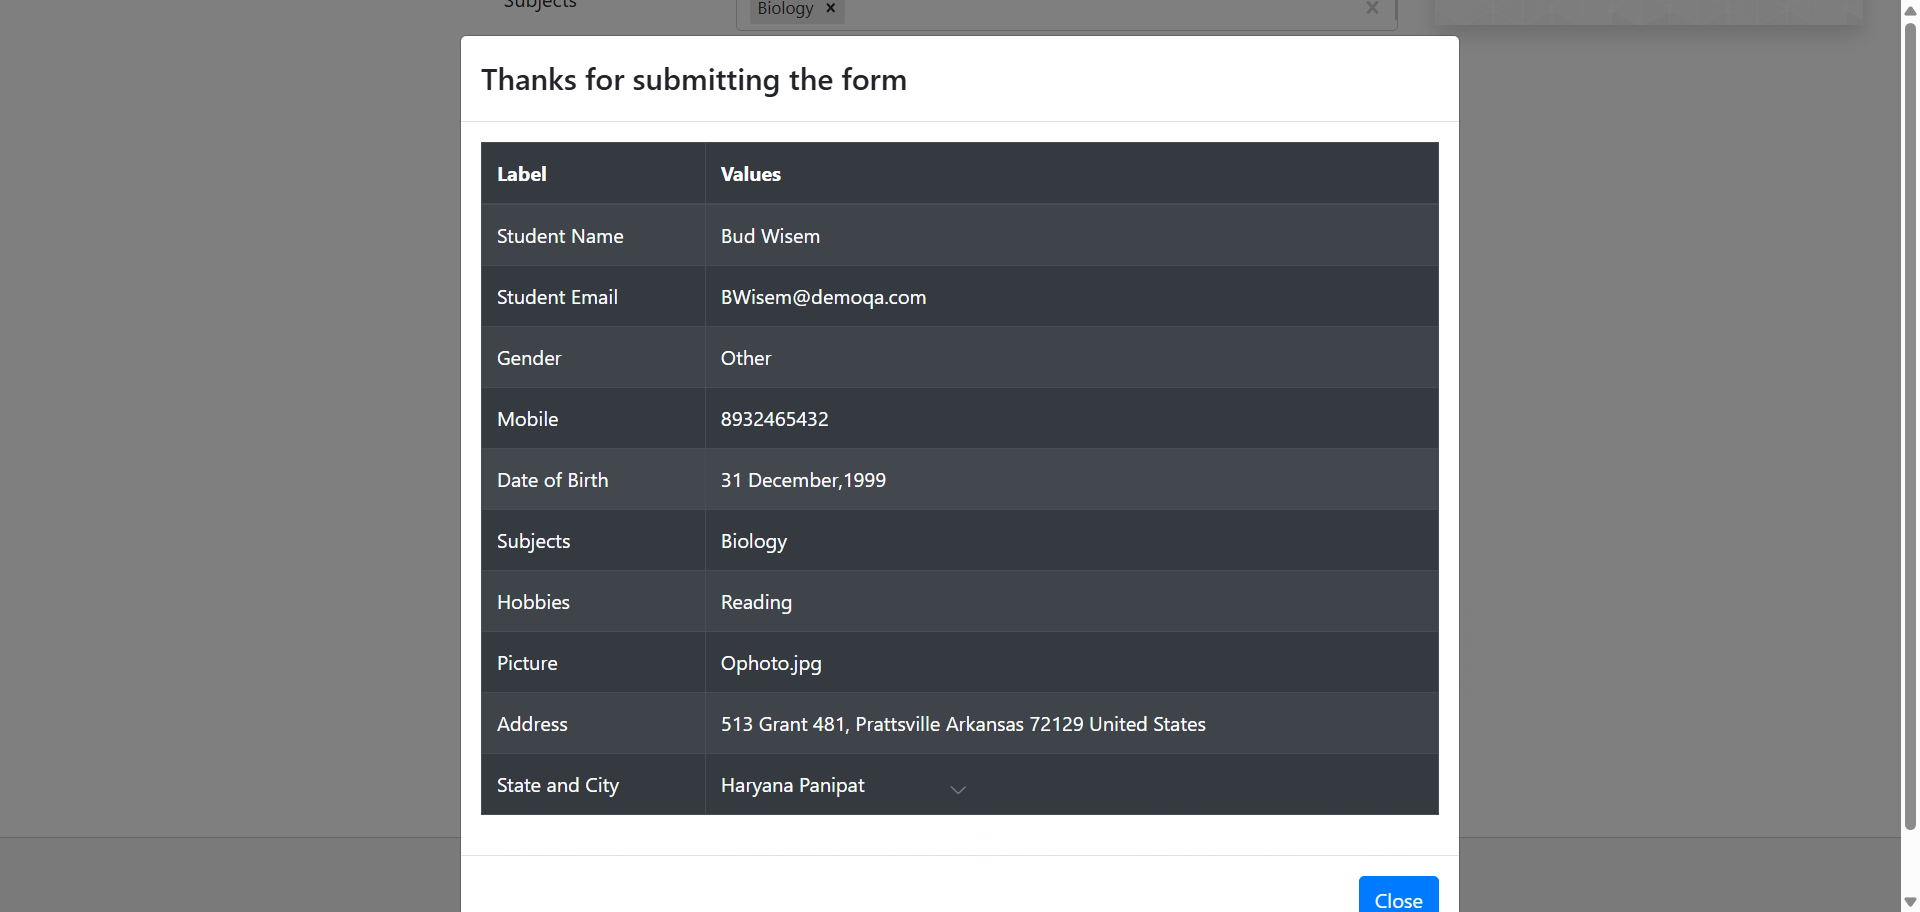 Subjects
Biology ×
Thanks for submitting the form
Label Values
Student Name Bud Wisem
Student Email BWisem@demoqa.com
Gender Other
Mobile 8932465432
Date of Birth 31 December,1999
Subjects Biology
Hobbies Reading
Picture Ophoto.jpg
Address 513 Grant 481, Prattsville Arkansas 72129 United States
State and City Haryana Panipat
Close